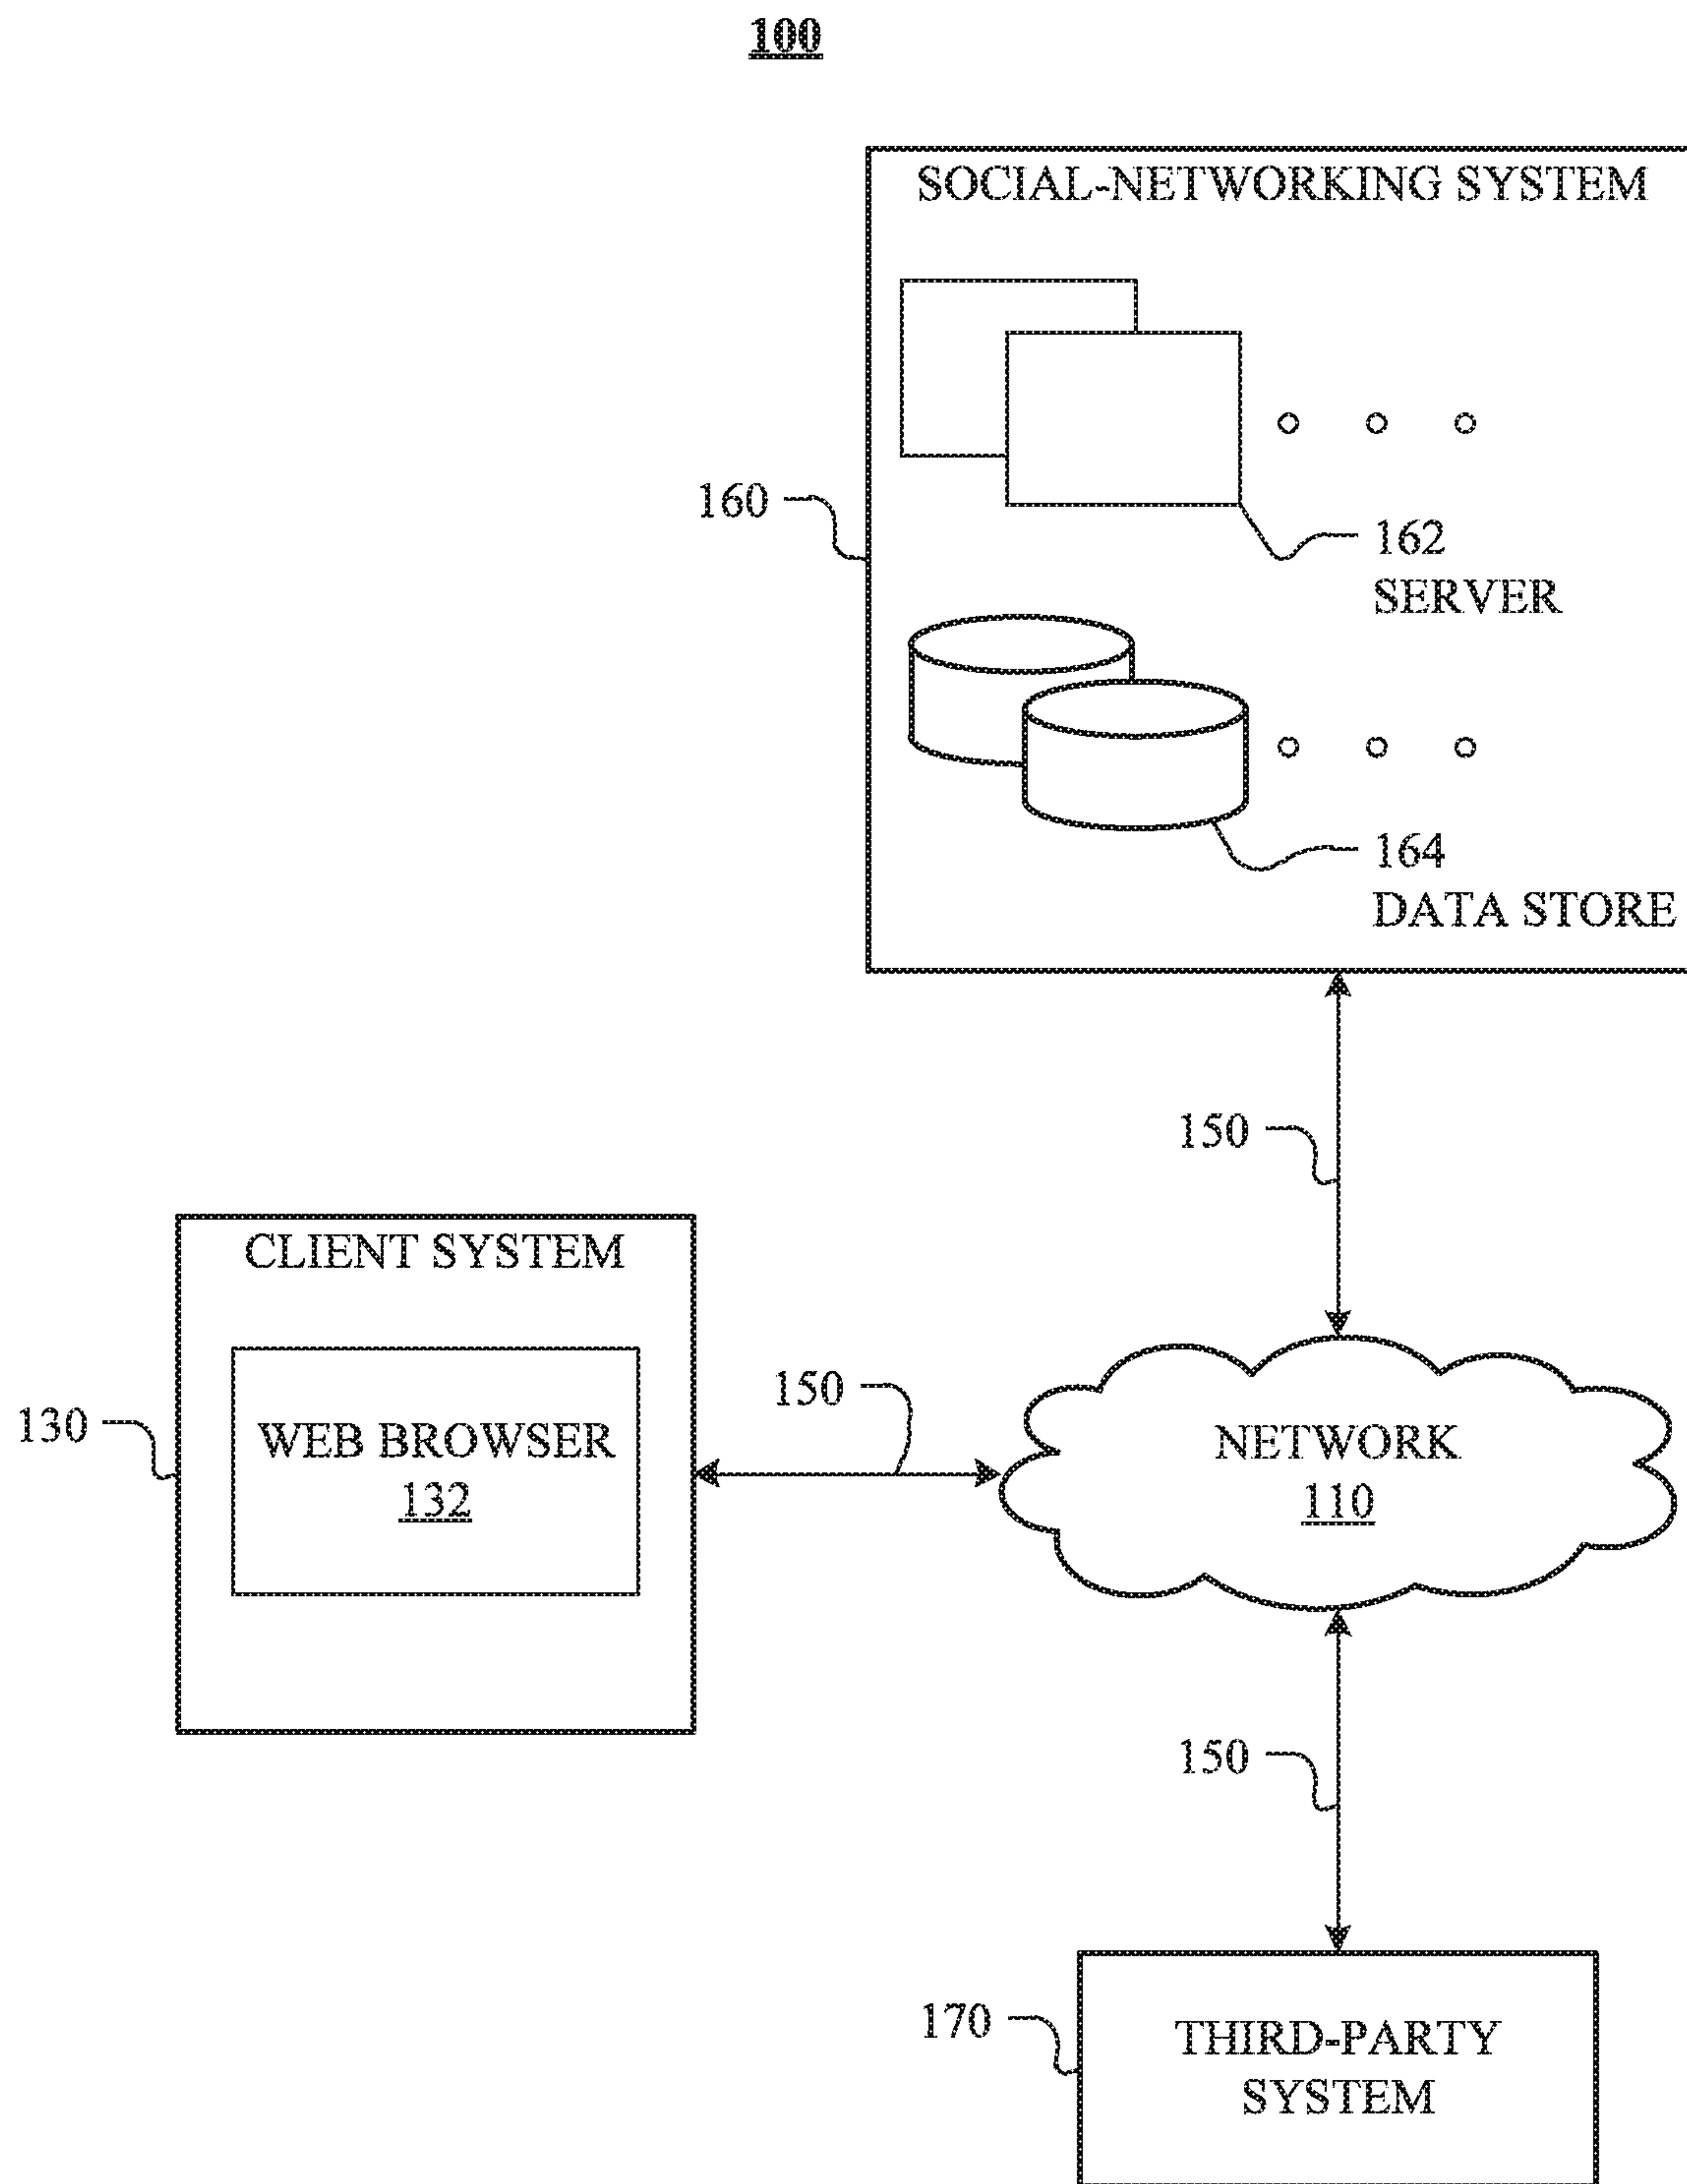 100
SOCIAL-NETWORKING SYSTEM
160
162
SERVER
164
DATA STORE
150
CLIENT SYSTEM
130
WEB BROWSER
132
150
NETWORK
110
150
170
THIRD-PARTY
SYSTEM